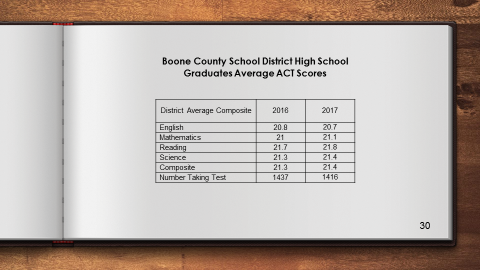 Boone County School District High School
Graduates Average ACT Scores
District Average Composite 2016 2017
English 20.8 20.7
Mathematics 21 21.1
Reading 21.7 21.8
Science 21.3 21.4
Composite 21.3 21.4
Number Taking Test 1437 1416
30